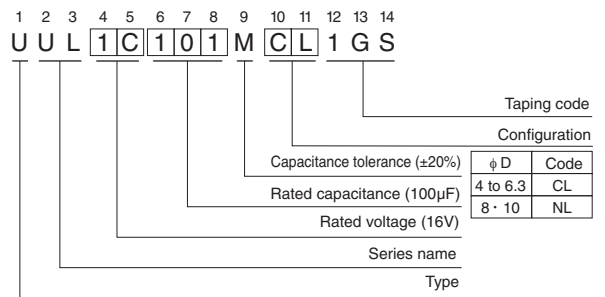 1 2 3 4 5 6 7 8 9 10 11 12 13 14
U U L 1 C 1 0 1 M C L 1 G S
Taping code
Configuration
Capacitance tolerance (±20%)
Rated capacitance (100µF)
Rated voltage (16V)
Series name
Type
ϕ D Code
4 to 6.3 CL
8 · 10 NL